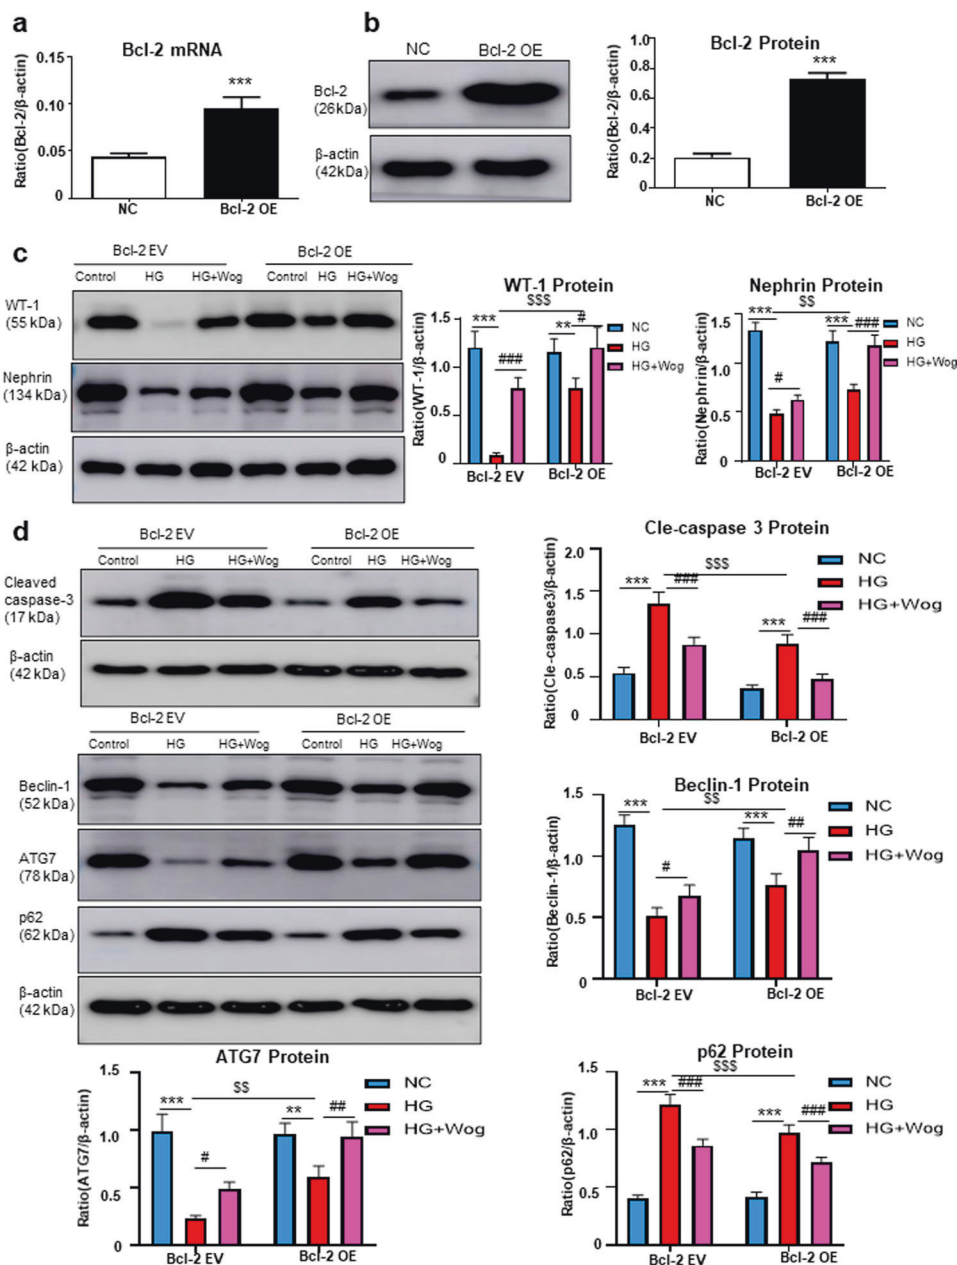 a
Bcl-2 mRNA
Ratio(Bcl-2/β-actin)
0.15
0.10
0.05
0
***
NC
Bcl-2 OE
b
NC
Bcl-2 OE
Bcl-2
(26kDa)
β-actin
(42kDa)
Bcl-2 Protein
Ratio(Bcl-2/β-actin)
1.0
0.8
0.6
0.4
0.2
0
***
NC
Bcl-2 OE
c
Bcl-2 EV
Bcl-2 OE
Control
HG
HG+Wog
Control
HG
HG+Wog
WT-1
(55 kDa)
Nephrin
(134 kDa)
β-actin
(42 kDa)
WT-1 Protein
Ratio(WT-1/β-actin)
1.5
1.0
0.5
0
***
###
$$$
**
#
NC
HG
HG+Wog
Bcl-2 EV
Bcl-2 OE
Nephrin Protein
Ratio(Nephrin/β-actin)
1.5
1.0
0.5
0
***
#
$$
***
###
NC
HG
HG+Wog
Bcl-2 EV
Bcl-2 OE
d
Bcl-2 EV
Bcl-2 OE
Control
HG
HG+Wog
Control
HG
HG+Wog
Cleaved
caspase-3
(17 kDa)
β-actin
(42 kDa)
Cle-caspase 3 Protein
Ratio(Cle-caspase3/β-actin)
2.0
1.5
1.0
0.5
0
***
###
$$$
***
###
NC
HG
HG+Wog
Bcl-2 EV
Bcl-2 OE
Bcl-2 EV
Bcl-2 OE
Control
HG
HG+Wog
Control
HG
HG+Wog
Beclin-1
(52 kDa)
ATG7
(78 kDa)
p62
(62 kDa)
β-actin
(42 kDa)
Beclin-1 Protein
Ratio(Beclin-1/β-actin)
1.5
1.0
0.5
0
***
#
$$
***
##
NC
HG
HG+Wog
Bcl-2 EV
Bcl-2 OE
ATG7 Protein
Ratio(ATG7/β-actin)
1.5
1.0
0.5
0
***
#
$$
**
##
NC
HG
HG+Wog
Bcl-2 EV
Bcl-2 OE
p62 Protein
Ratio(p62/β-actin)
1.5
1.0
0.5
0
***
###
$$$
***
###
NC
HG
HG+Wog
Bcl-2 EV
Bcl-2 OE